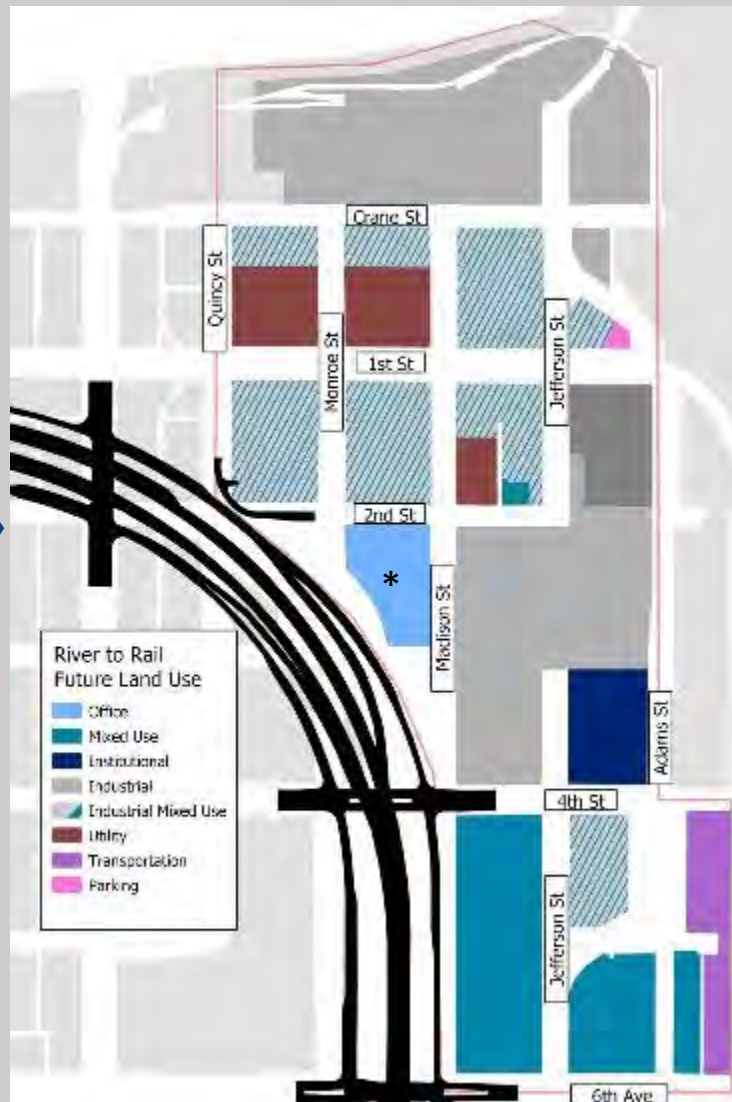 Crane St
Quincy St
Monroe St
1st St
Jefferson St
2nd St
*
Madison St
River to Rail
Future Land Use
Office
Mixed Use
Institutional
Industrial
Industrial Mixed Use
Utility
Transportation
Parking
Adams St
4th St
Jefferson St
6th Ave